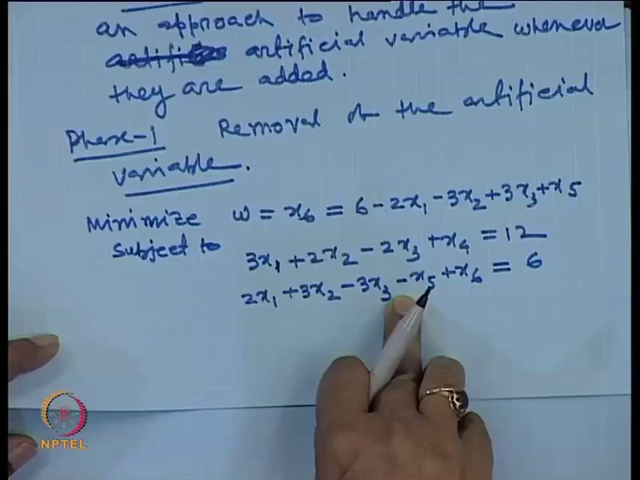 an approach to handle the
artificial variable whenever
they are added.
Phase-1 Removal of the artificial
variable.
Minimize w = x₆ = 6 - 2x₁ - 3x₂ + 3x₃ + x₅
Subject to 3x₁ + 2x₂ - 2x₃ + x₄ = 12
2x₁ + 3x₂ - 3x₃ - x₅ + x₆ = 6
NPTEL